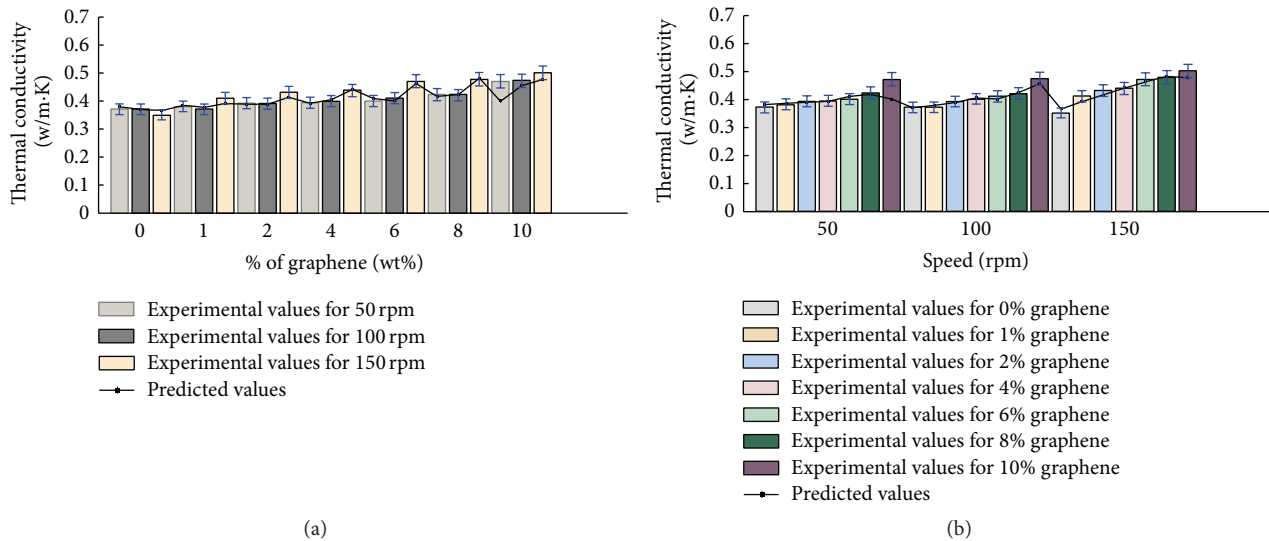 Thermal conductivity
(w/m·K)
0.7
0.6
0.5
0.4
0.3
0.2
0.1
0
0 1 2 4 6 8 10
% of graphene (wt%)
Experimental values for 50 rpm
Experimental values for 100 rpm
Experimental values for 150 rpm
Predicted values
(a)
Thermal conductivity
(w/m·K)
0.7
0.6
0.5
0.4
0.3
0.2
0.1
0
50 100 150
Speed (rpm)
Experimental values for 0% graphene
Experimental values for 1% graphene
Experimental values for 2% graphene
Experimental values for 4% graphene
Experimental values for 6% graphene
Experimental values for 8% graphene
Experimental values for 10% graphene
Predicted values
(b)